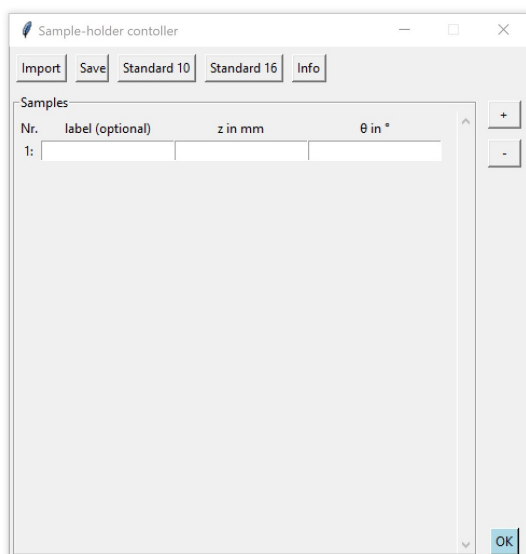 Sample-holder contoller
Import Save Standard 10 Standard 16 Info
Samples
+
Nr. label (optional) z in mm θ in °
1:
-
OK